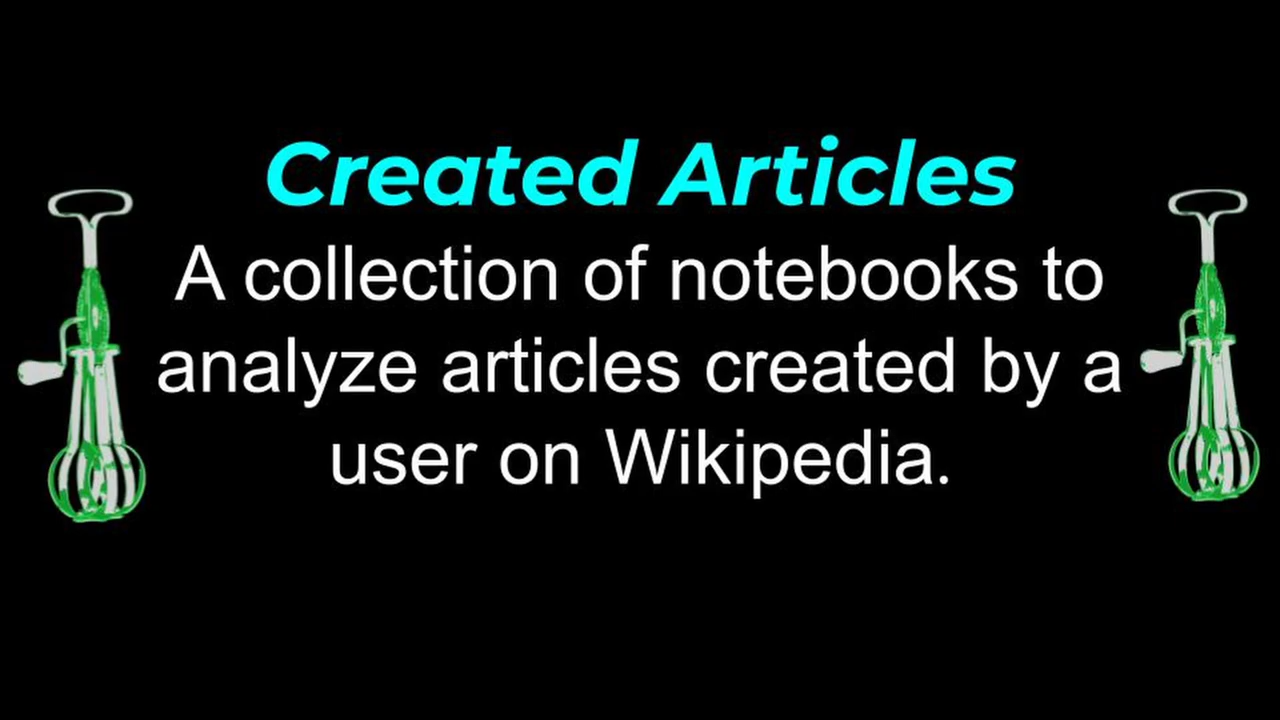 Created Articles
A collection of notebooks to
analyze articles created by a
user on Wikipedia.